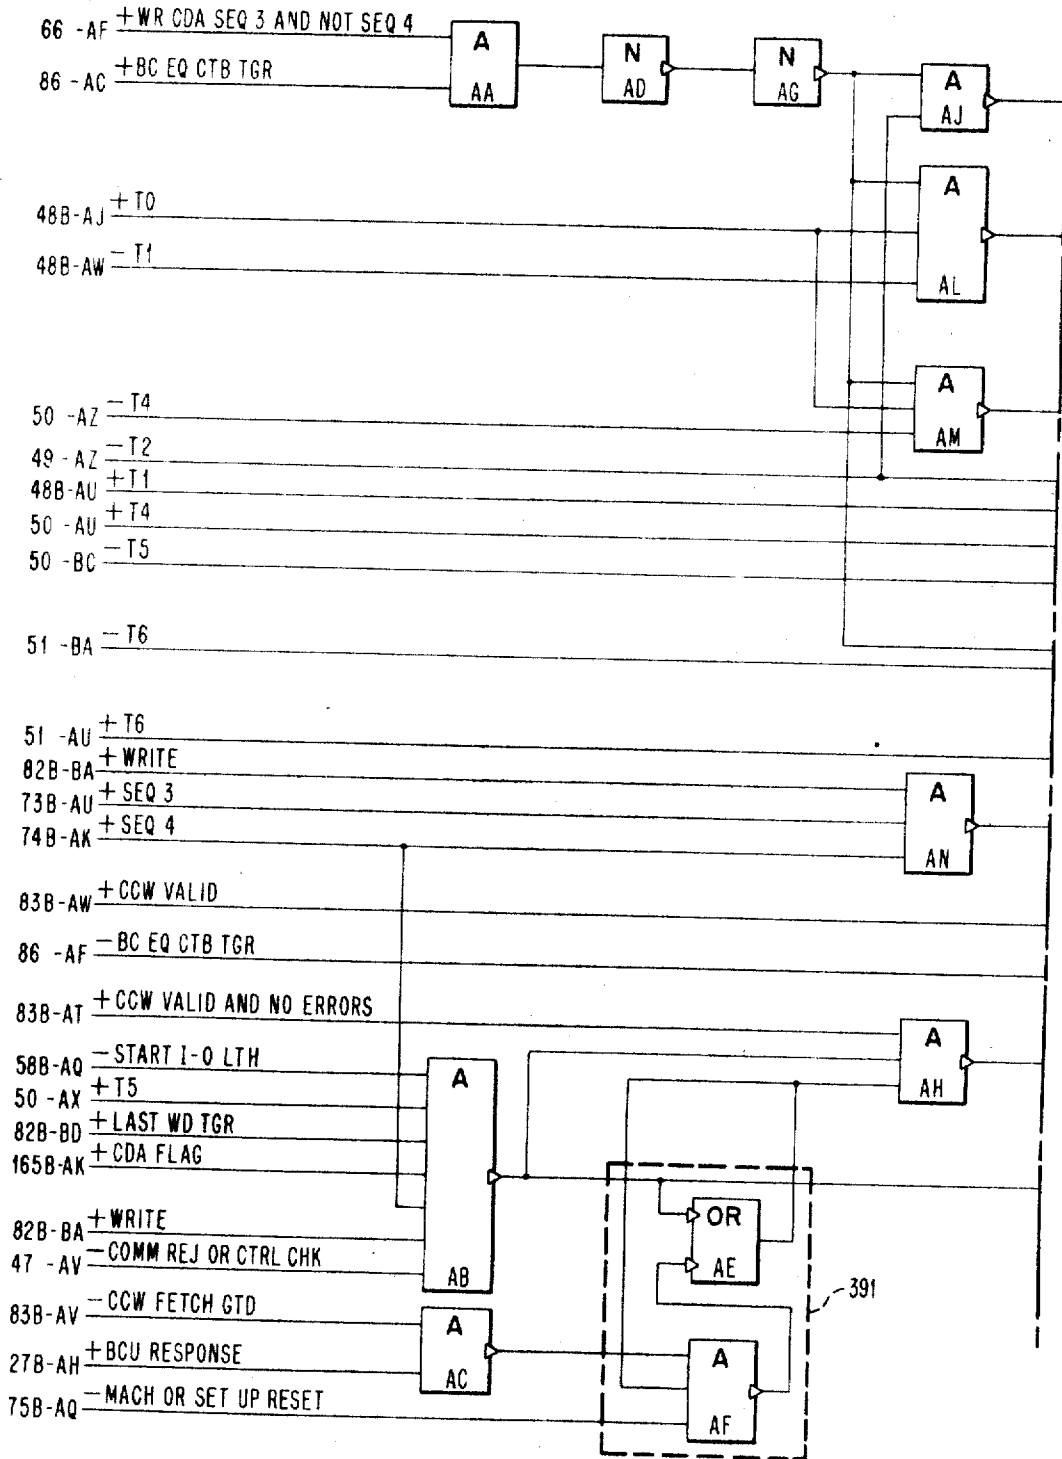 66 -AF +WR CDA SEQ 3 AND NOT SEQ 4
A
AA
N
AD
N
AG
A
AJ
86 -AC +BC EQ CTB TGR
A
AL
48B-AJ +T0
48B-AW -T1
A
AM
50 -AZ -T4
49 -AZ -T2
48B-AU +T1
50 -AU +T4
50 -BC -T5
51 -BA -T6
51 -AU +T6
82B-BA +WRITE
73B-AU +SEQ 3
74B-AK +SEQ 4
A
AN
83B-AW +CCW VALID
86 -AF -BC EQ CTB TGR
83B-AT +CCW VALID AND NO ERRORS
A
AH
58B-AQ -START I-O LTH
50 -AX +T5
82B-BD +LAST WD TGR
165B-AK +CDA FLAG
82B-BA +WRITE
47 -AV -COMM REJ OR CTRL CHK
A
AB
OR
AE
391
83B-AV -CCW FETCH GTD
27B-AH +BCU RESPONSE
A
AC
75B-AQ -MACH OR SET UP RESET
A
AF